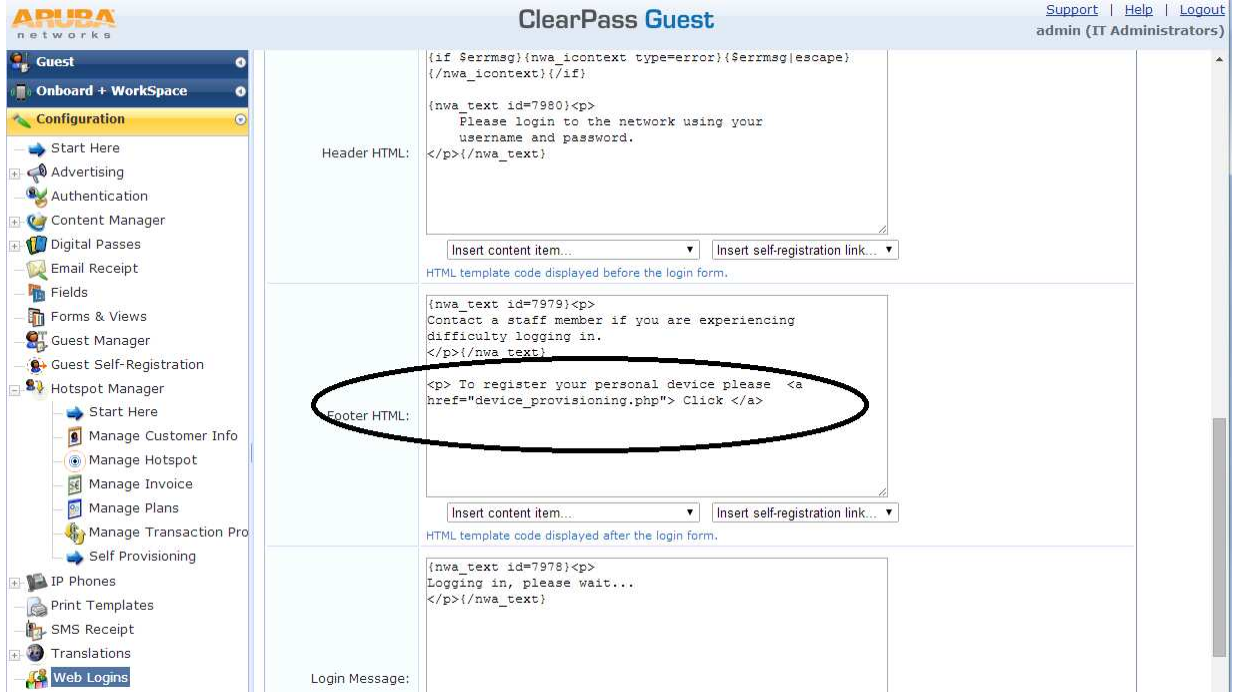 ARUBA
networks
ClearPass Guest
Support | Help | Logout
admin (IT Administrators)
Guest
Onboard + WorkSpace
Configuration
Start Here
Advertising
Authentication
Content Manager
Digital Passes
Email Receipt
Fields
Forms & Views
Guest Manager
Guest Self-Registration
Hotspot Manager
Start Here
Manage Customer Info
Manage Hotspot
Manage Invoice
Manage Plans
Manage Transaction Pro
Self Provisioning
IP Phones
Print Templates
SMS Receipt
Translations
Web Logins
Header HTML:
{if $errmsg}{nwa_icontext type=error}{$errmsg|escape}
{/nwa_icontext}{/if}
{nwa_text id=7980}<p>
Please login to the network using your
username and password.
</p>{/nwa_text}
Insert content item...
Insert self-registration link...
HTML template code displayed before the login form.
Footer HTML:
{nwa_text id=7979}<p>
Contact a staff member if you are experiencing
difficulty logging in.
</p>{/nwa_text}
<p> To register your personal device please  <a
href="device_provisioning.php"> Click </a>
Insert content item...
Insert self-registration link...
HTML template code displayed after the login form.
Login Message:
{nwa_text id=7978}<p>
Logging in, please wait...
</p>{/nwa_text}